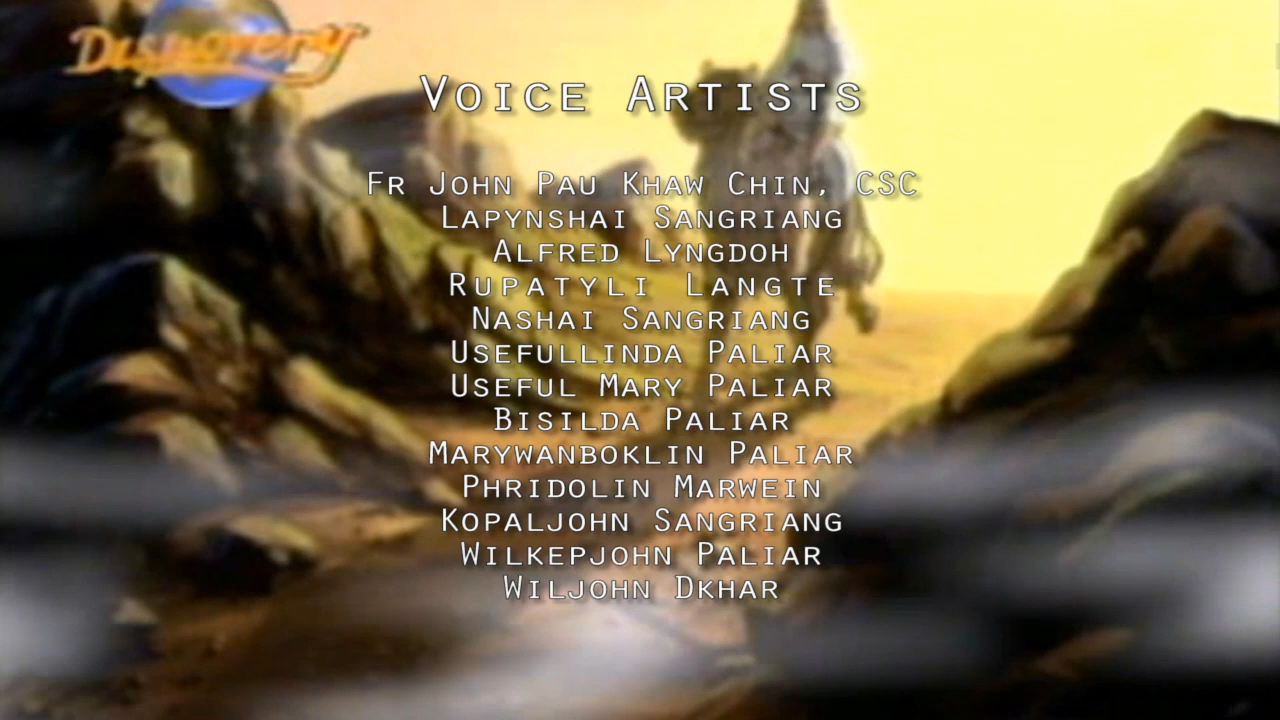 Discovery
Voice Artists
Fr John Pau Khaw Chin, CSC
Lapynshai Sangriang
Alfred Lyngdoh
Rupatyli Langte
Nashai Sangriang
Usefullinda Paliar
Useful Mary Paliar
Bisilda Paliar
Marywanboklin Paliar
Phridolin Marwein
Kopaljohn Sangriang
Wilkepjohn Paliar
Wiljohn Dkhar